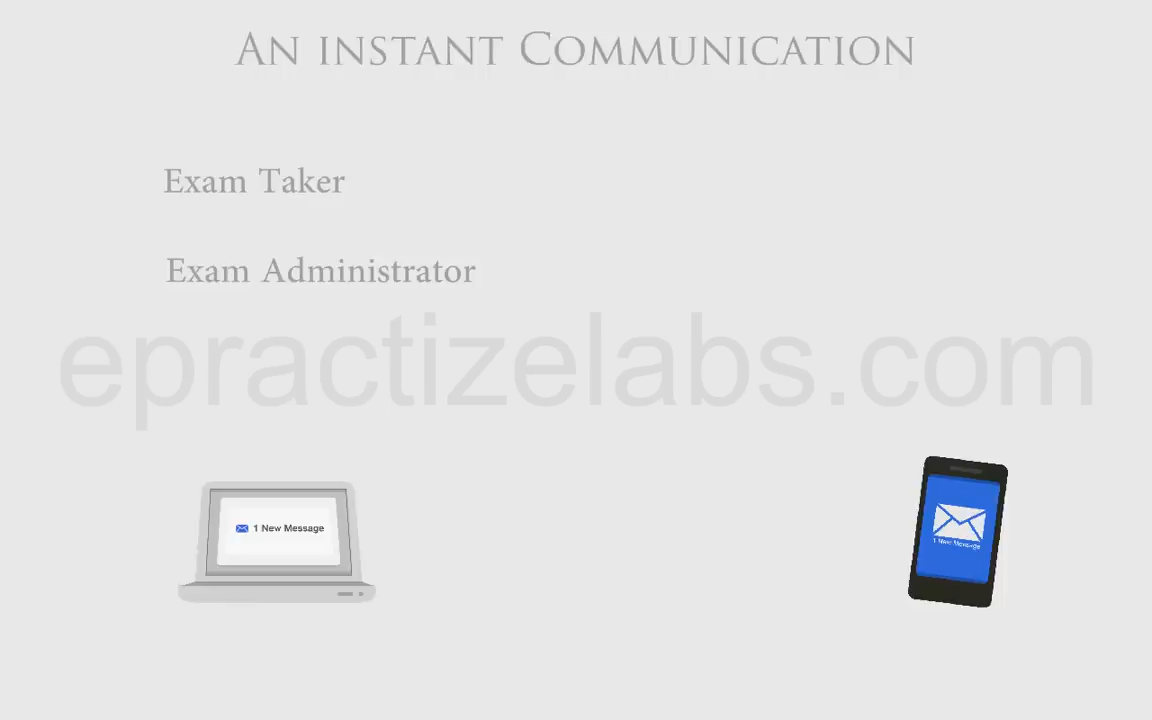 An instant Communication
Exam Taker
Exam Administrator
epractizelabs.com
1 New Message
1 New Message